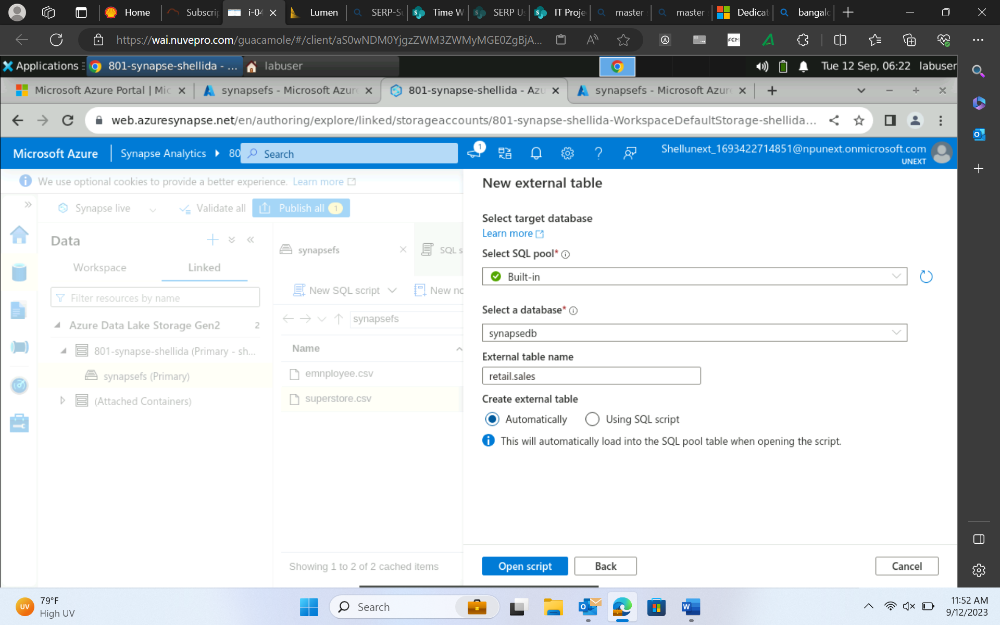 Home
Subscrip
i-04
Lumen
SERP-Su
Time W
SERP Us
IT Proje
master
master
Dedicat
bangalo
https://wai.nuvepro.com/guacamole/#/client/aS0wNDM0YjgzZWM3ZWMyMGE0ZgBjA...
FCM
Applications
801-synapse-shellida - ...
labuser
Tue 12 Sep, 06:22
labuser
Microsoft Azure Portal | Mic
synapsefs - Microsoft Azure
801-synapse-shellida - Azu
synapsefs - Microsoft Azure
web.azuresynapse.net/en/authoring/explore/linked/storageaccounts/801-synapse-shellida-WorkspaceDefaultStorage-shellida...
Microsoft Azure
Synapse Analytics
80
Search
1
Shellunext_1693422714851@npunext.onmicrosoft.com
UNEXT
We use optional cookies to provide a better experience. Learn more
Synapse live
Validate all
Publish all 1
Data
Workspace
Linked
Filter resources by name
Azure Data Lake Storage Gen2 2
801-synapse-shellida (Primary - sh...
synapsefs (Primary)
(Attached Containers)
synapsefs
SQL s
New SQL script
New no
synapsefs
Name
emnployee.csv
superstore.csv
Showing 1 to 2 of 2 cached items
New external table
Select target database
Learn more
Select SQL pool*
Built-in
Select a database*
synapsedb
External table name
retail.sales
Create external table
Automatically
Using SQL script
This will automatically load into the SQL pool table when opening the script.
Open script
Back
Cancel
UV
79°F
High UV
Search
11:52 AM
9/12/2023